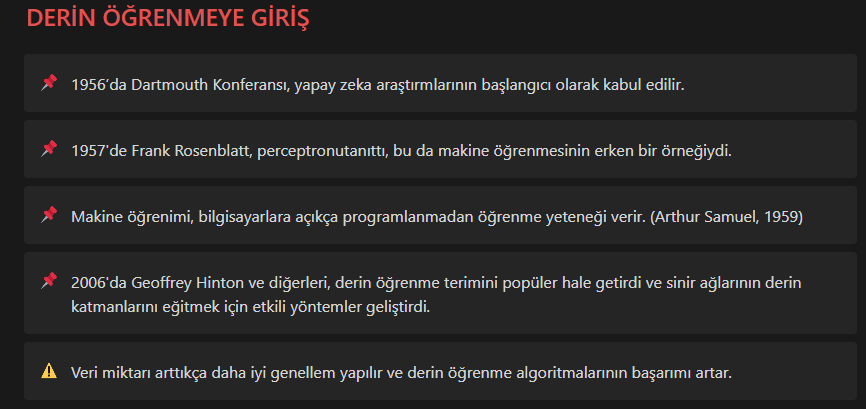 DERİN ÖĞRENMEYE GİRİŞ
1956'da Dartmouth Konferansı, yapay zeka araştırmlarının başlangıcı olarak kabul edilir.
1957'de Frank Rosenblatt, perceptronutanıttı, bu da makine öğrenmesinin erken bir örneğiydi.
Makine öğrenimi, bilgisayarlara açıkça programlanmadan öğrenme yeteneği verir. (Arthur Samuel, 1959)
2006'da Geoffrey Hinton ve diğerleri, derin öğrenme terimini popüler hale getirdi ve sinir ağlarının derin
katmanlarını eğitmek için etkili yöntemler geliştirdi.
Veri miktarı arttıkça daha iyi genellem yapılır ve derin öğrenme algoritmalarının başarımı artar.